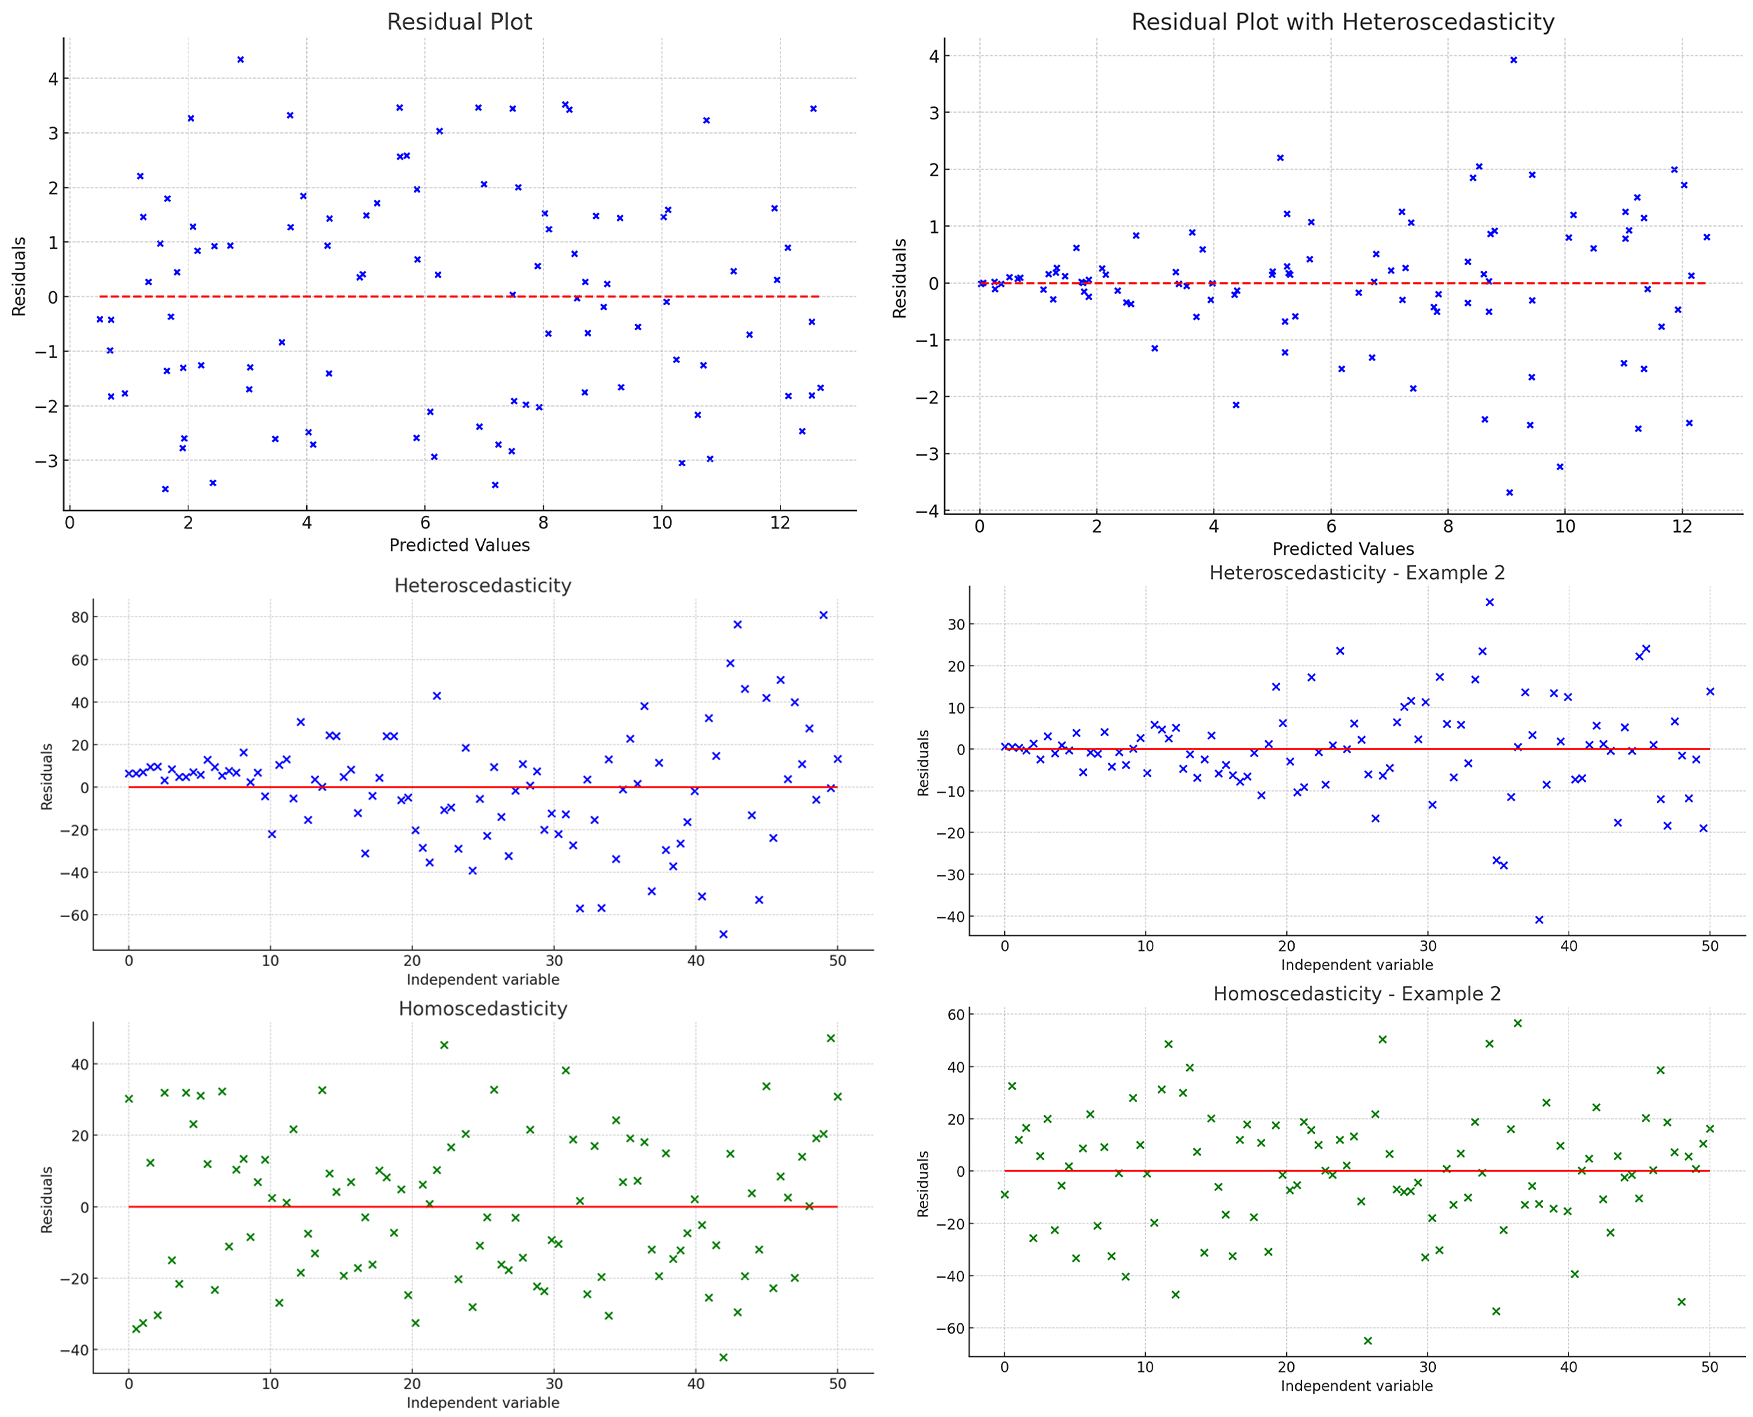 Residual Plot
4
3
2
1
0
−1
−2
−3
0 2 4 6 8 10 12
Residuals
Predicted Values
Residual Plot with Heteroscedasticity
4
3
2
1
0
−1
−2
−3
−4
0 2 4 6 8 10 12
Residuals
Predicted Values
Heteroscedasticity
80
60
40
20
0
−20
−40
−60
0 10 20 30 40 50
Residuals
Independent variable
Heteroscedasticity - Example 2
30
20
10
0
−10
−20
−30
−40
0 10 20 30 40 50
Residuals
Independent variable
Homoscedasticity
40
20
0
−20
−40
0 10 20 30 40 50
Residuals
Independent variable
Homoscedasticity - Example 2
60
40
20
0
−20
−40
−60
0 10 20 30 40 50
Residuals
Independent variable